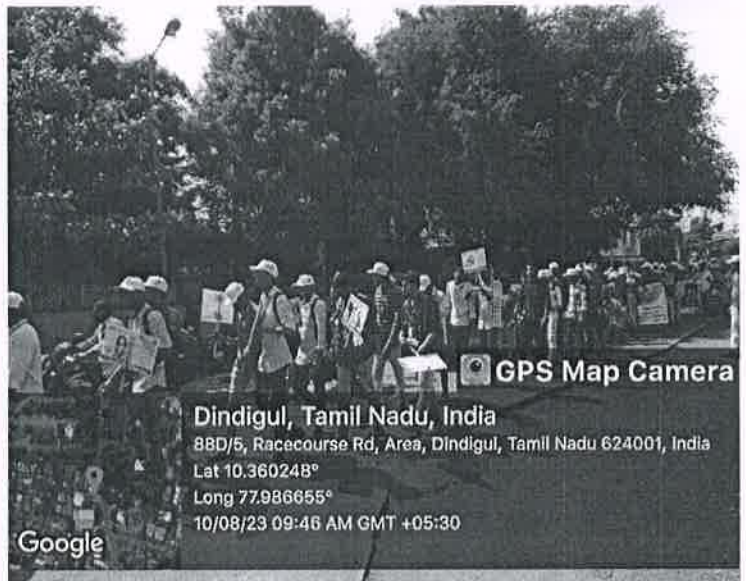 GPS Map Camera
Dindigul, Tamil Nadu, India
88D/5, Racecourse Rd, Area, Dindigul, Tamil Nadu 624001, India
Lat 10.360248°
Long 77.986655°
10/08/23 09:46 AM GMT +05:30
Google